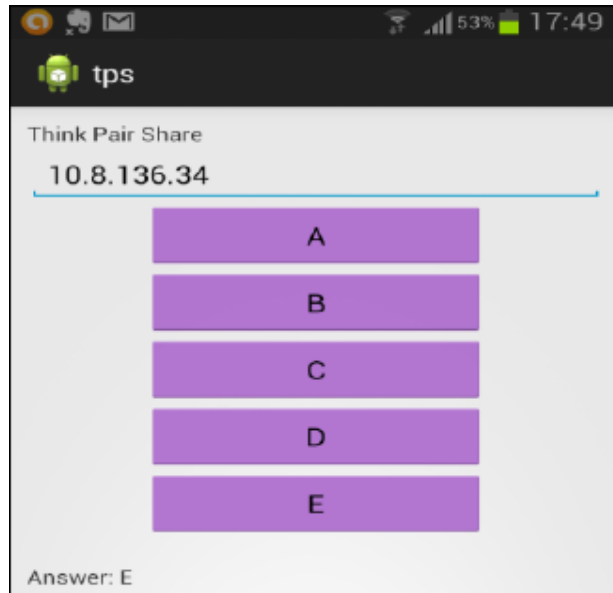 53% 17:49
tps
Think Pair Share
10.8.136.34
A
B
C
D
E
Answer: E